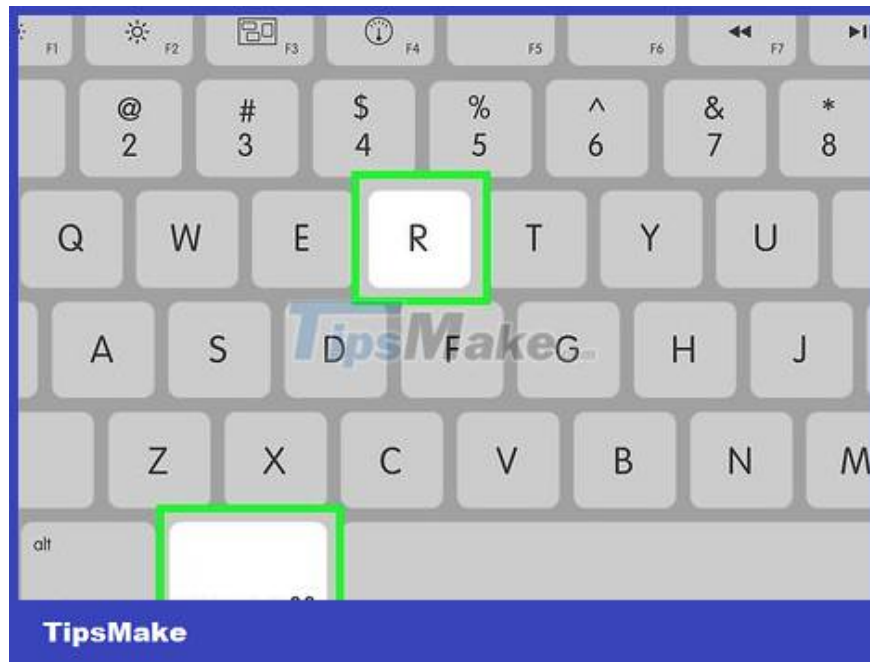 F1 F2 F3 F4 F5 F6 F7
@ # $ % ^ & *
2 3 4 5 6 7 8
Q W E R T Y U
A S D F G H J
TipsMake
Z X C V B N M
alt
TipsMake